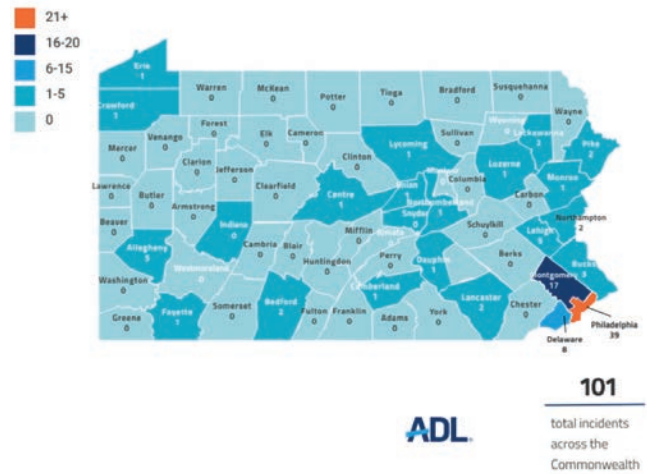 21+
16-20
6-15
1-5
0
Erie
1
Crawford
1
Warren
0
McKean
0
Potter
0
Tioga
0
Bradford
0
Susquehanna
0
Wayne
0
Wyoming
0
Lackawanna
2
Pike
2
Mercer
0
Venango
0
Forest
0
Elk
0
Cameron
0
Clinton
0
Lycoming
1
Sullivan
0
Luzerne
1
Monroe
1
Lawrence
0
Butler
0
Clarion
0
Jefferson
0
Clearfield
0
Centre
1
Union
1
Snyder
0
Northumberland
1
Columbia
0
Carbon
0
Northampton
2
Beaver
0
Armstrong
0
Indiana
0
Cambria
0
Blair
0
Huntingdon
0
Mifflin
0
Perry
0
Dauphin
1
Schuylkill
0
Berks
0
Lehigh
Bucks
Allegheny
5
Westmoreland
0
Washington
0
Greene
0
Fayette
1
Somerset
0
Bedford
2
Fulton
0
Franklin
0
Cumberland
1
Adams
0
York
0
Lancaster
2
Chester
0
Montgomery
17
Philadelphia
39
Delaware
8
ADL
101
total incidents
across the
Commonwealth